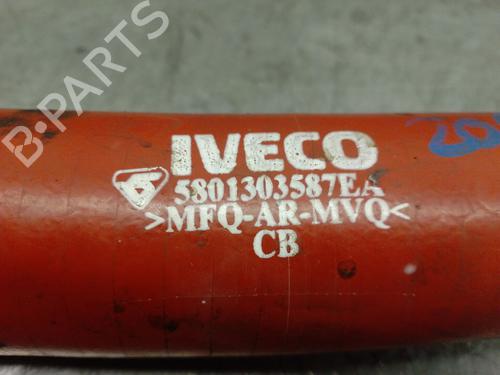 B-PARTS
IVECO
5801303587EA
>MFQ-AR-MVQ<
CB